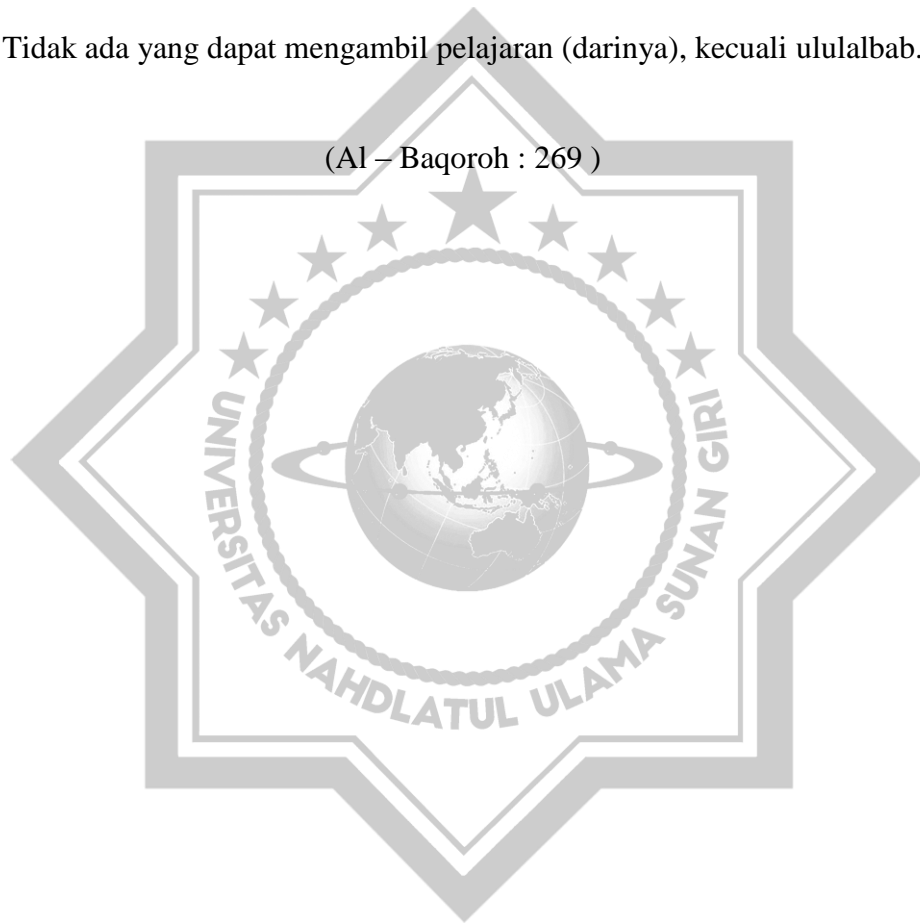 Tidak ada yang dapat mengambil pelajaran (darinya), kecuali ululalbab.
(Al – Baqoroh : 269 )
UNIVERSITAS NAHDLATUL ULAMA SUNAN GIRI